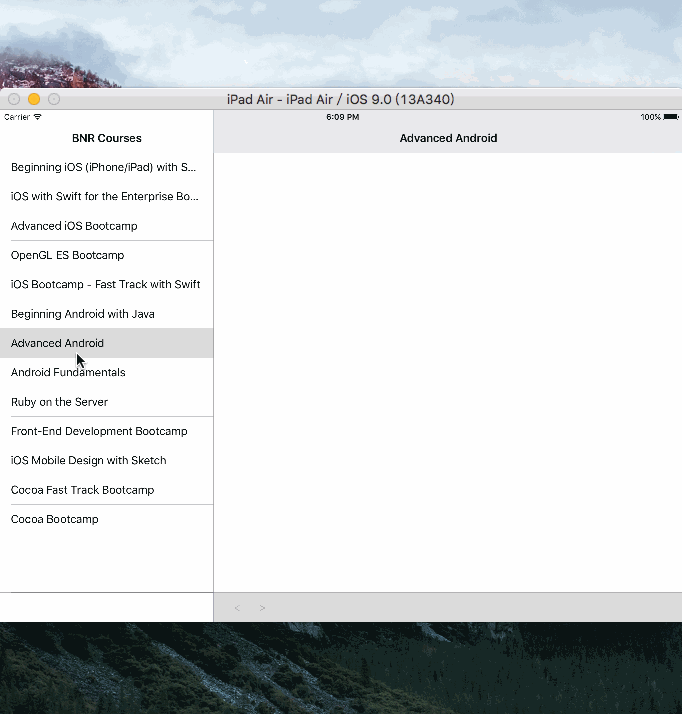 iPad Air - iPad Air / iOS 9.0 (13A340)
Carrier
6:09 PM
100%
BNR Courses
Advanced Android
Beginning iOS (iPhone/iPad) with S...
iOS with Swift for the Enterprise Bo...
Advanced iOS Bootcamp
OpenGL ES Bootcamp
iOS Bootcamp - Fast Track with Swift
Beginning Android with Java
Advanced Android
Android Fundamentals
Ruby on the Server
Front-End Development Bootcamp
iOS Mobile Design with Sketch
Cocoa Fast Track Bootcamp
Cocoa Bootcamp
< >